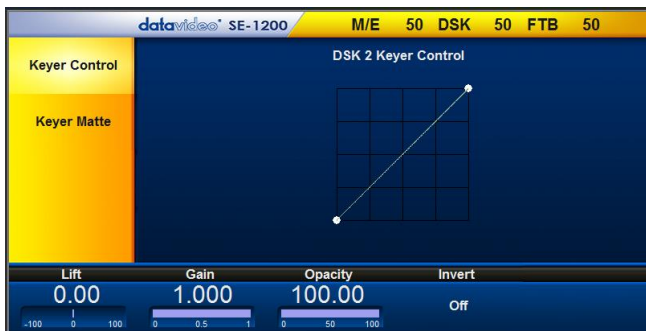 datavideo SE-1200 M/E 50 DSK 50 FTB 50
Keyer Control
DSK 2 Keyer Control
Keyer Matte
Lift Gain Opacity Invert
0.00 1.000 100.00 Off
-100 0 100 0 0.5 1 0 50 100